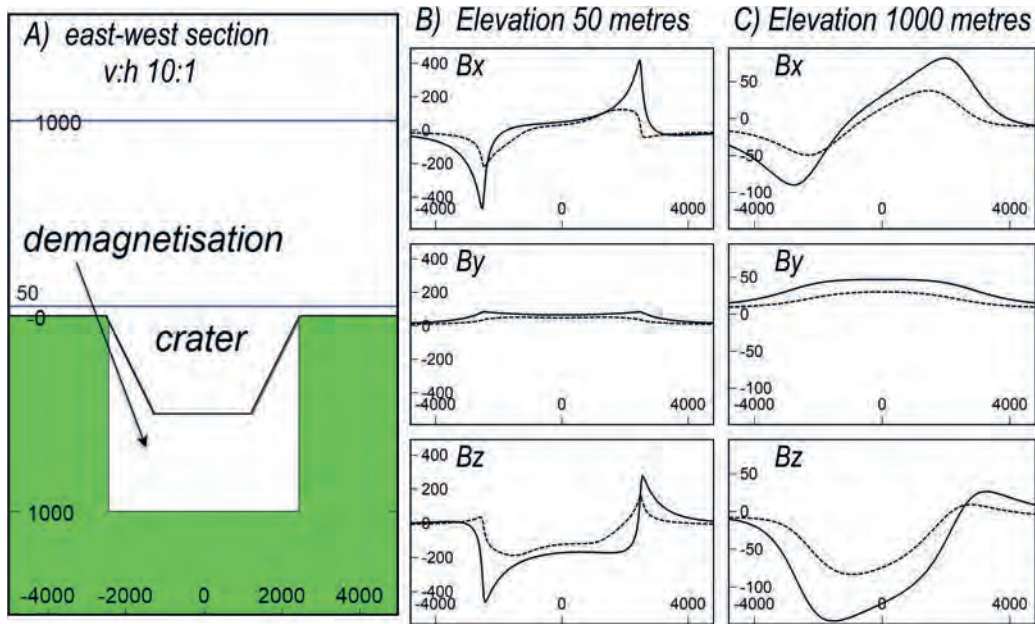 A) east-west section
v:h 10:1
1000
demagnetisation
50
-0
crater
1000
-4000 -2000 0 2000 4000
B) Elevation 50 metres
Bx
400
200
0
-200
-400
-4000 0 4000
By
400
200
0
-200
-400
-4000 0 4000
Bz
400
200
0
-200
-400
-4000 0 4000
C) Elevation 1000 metres
Bx
50
0
-50
-100
-4000 0 4000
By
50
0
-50
-100
-4000 0 4000
Bz
50
0
-50
-100
-4000 0 4000